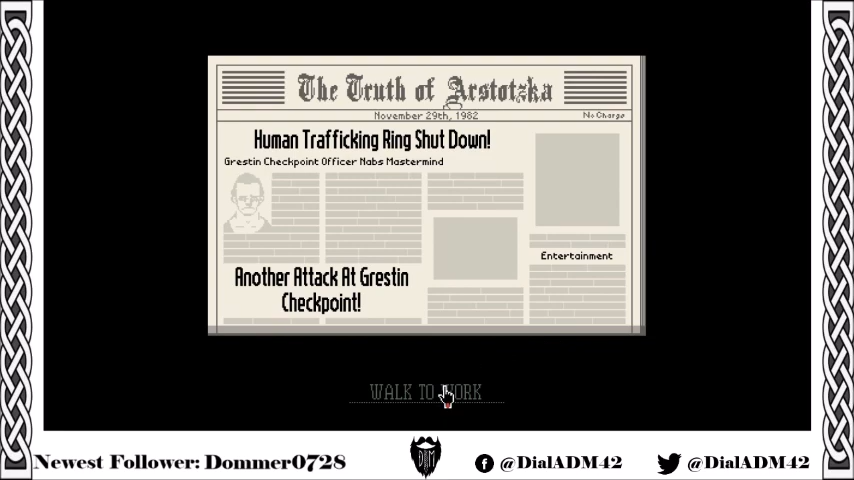 The Truth of Arstotzka
November 29th, 1982
No Charge
Human Trafficking Ring Shut Down!
Grestin Checkpoint Officer Nabs Mastermind
Entertainment
Another Attack At Grestin
Checkpoint!
WALK TO WORK
Newest Follower: Dommer0728
@DialADM42
@DialADM42